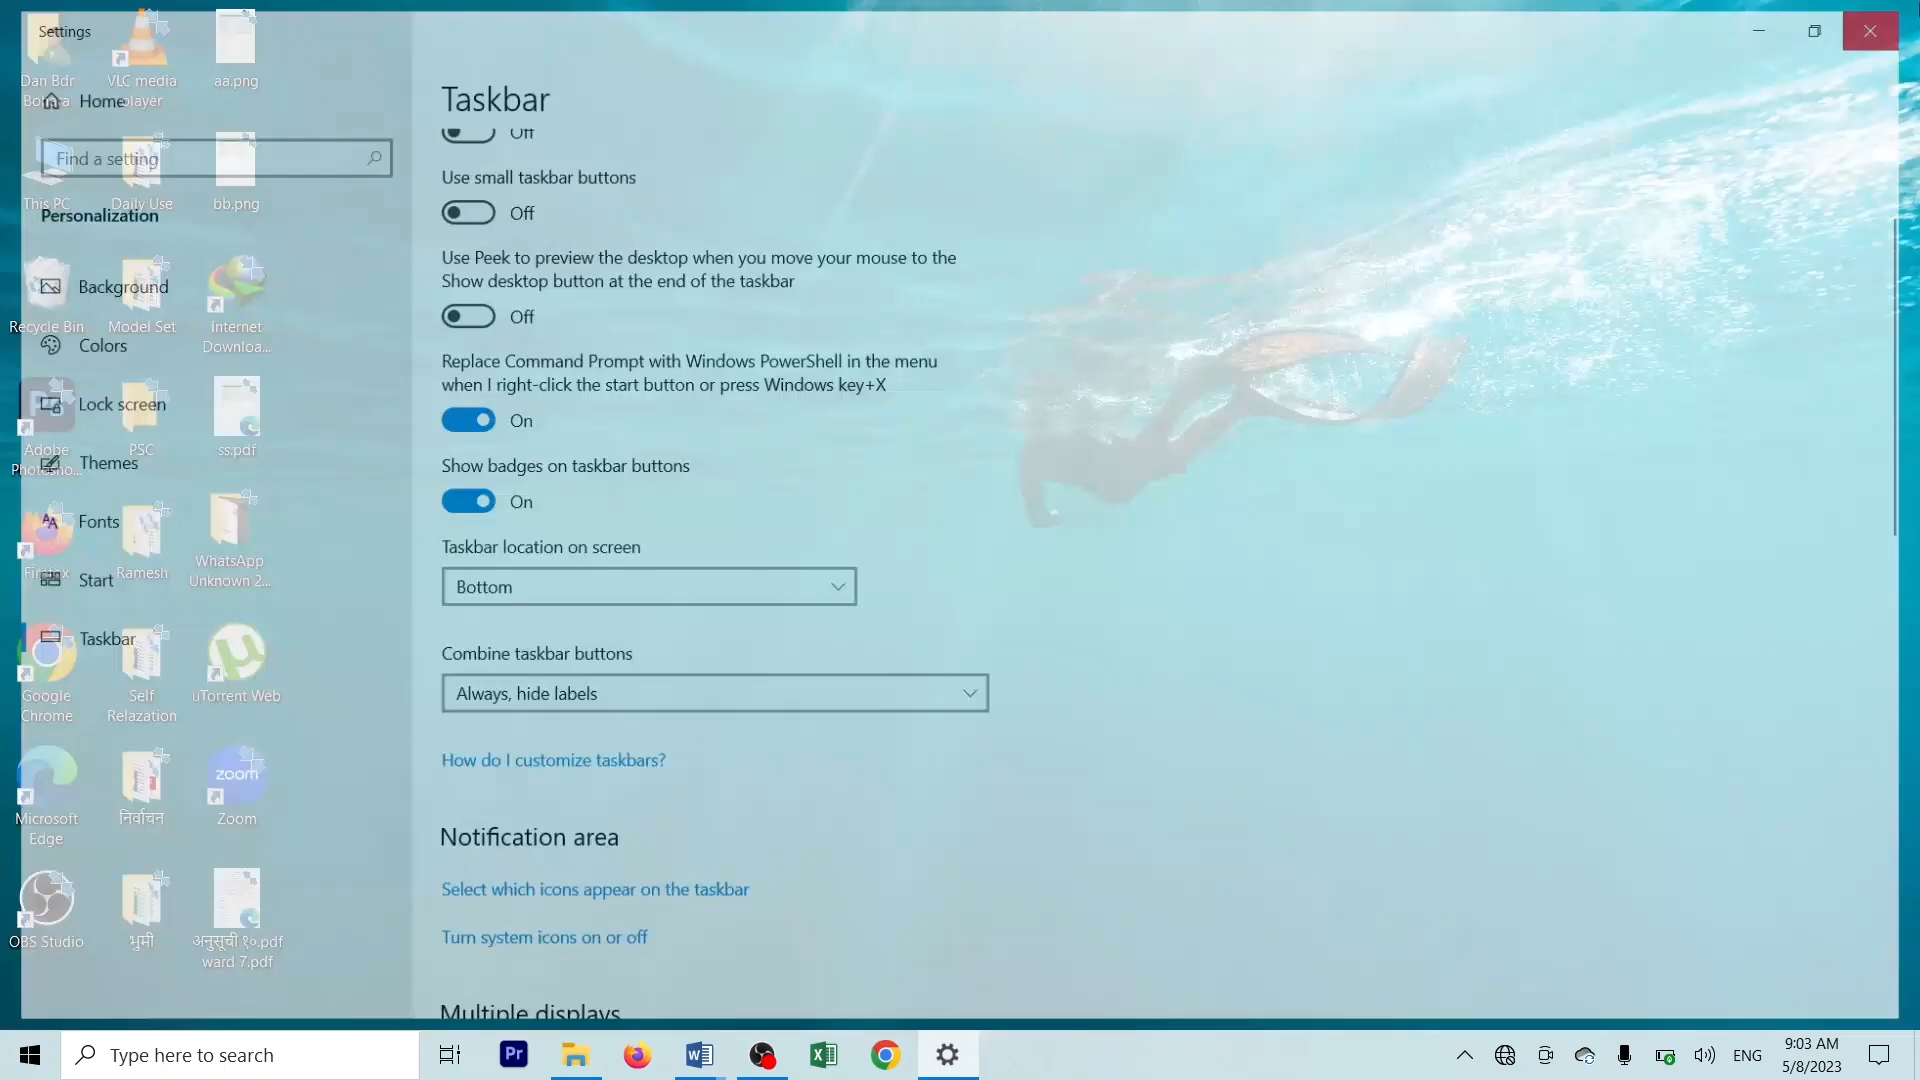 Settings
Home
Find a setting
Personalization
Background
Colors
Lock screen
Themes
Fonts
Start
Taskbar
Dan Bdr
VLC media
player
aa.png
This PC
Daily Use
bb.png
Recycle Bin
Model Set
Internet
Downloa...
Adobe
Photosho...
PSC
ss.pdf
Firefox
Ramesh
WhatsApp
Unknown 2...
Google
Chrome
Self
Relazation
uTorrent Web
Microsoft
Edge
निर्वाचन
zoom
Zoom
OBS Studio
भुमी
अनुसूची १०.pdf
ward 7.pdf
Taskbar
Off
Use small taskbar buttons
Off
Use Peek to preview the desktop when you move your mouse to the
Show desktop button at the end of the taskbar
Off
Replace Command Prompt with Windows PowerShell in the menu
when I right-click the start button or press Windows key+X
On
Show badges on taskbar buttons
On
Taskbar location on screen
Bottom
Combine taskbar buttons
Always, hide labels
How do I customize taskbars?
Notification area
Select which icons appear on the taskbar
Turn system icons on or off
Multiple displays
Type here to search
Pr
ENG
9:03 AM
5/8/2023